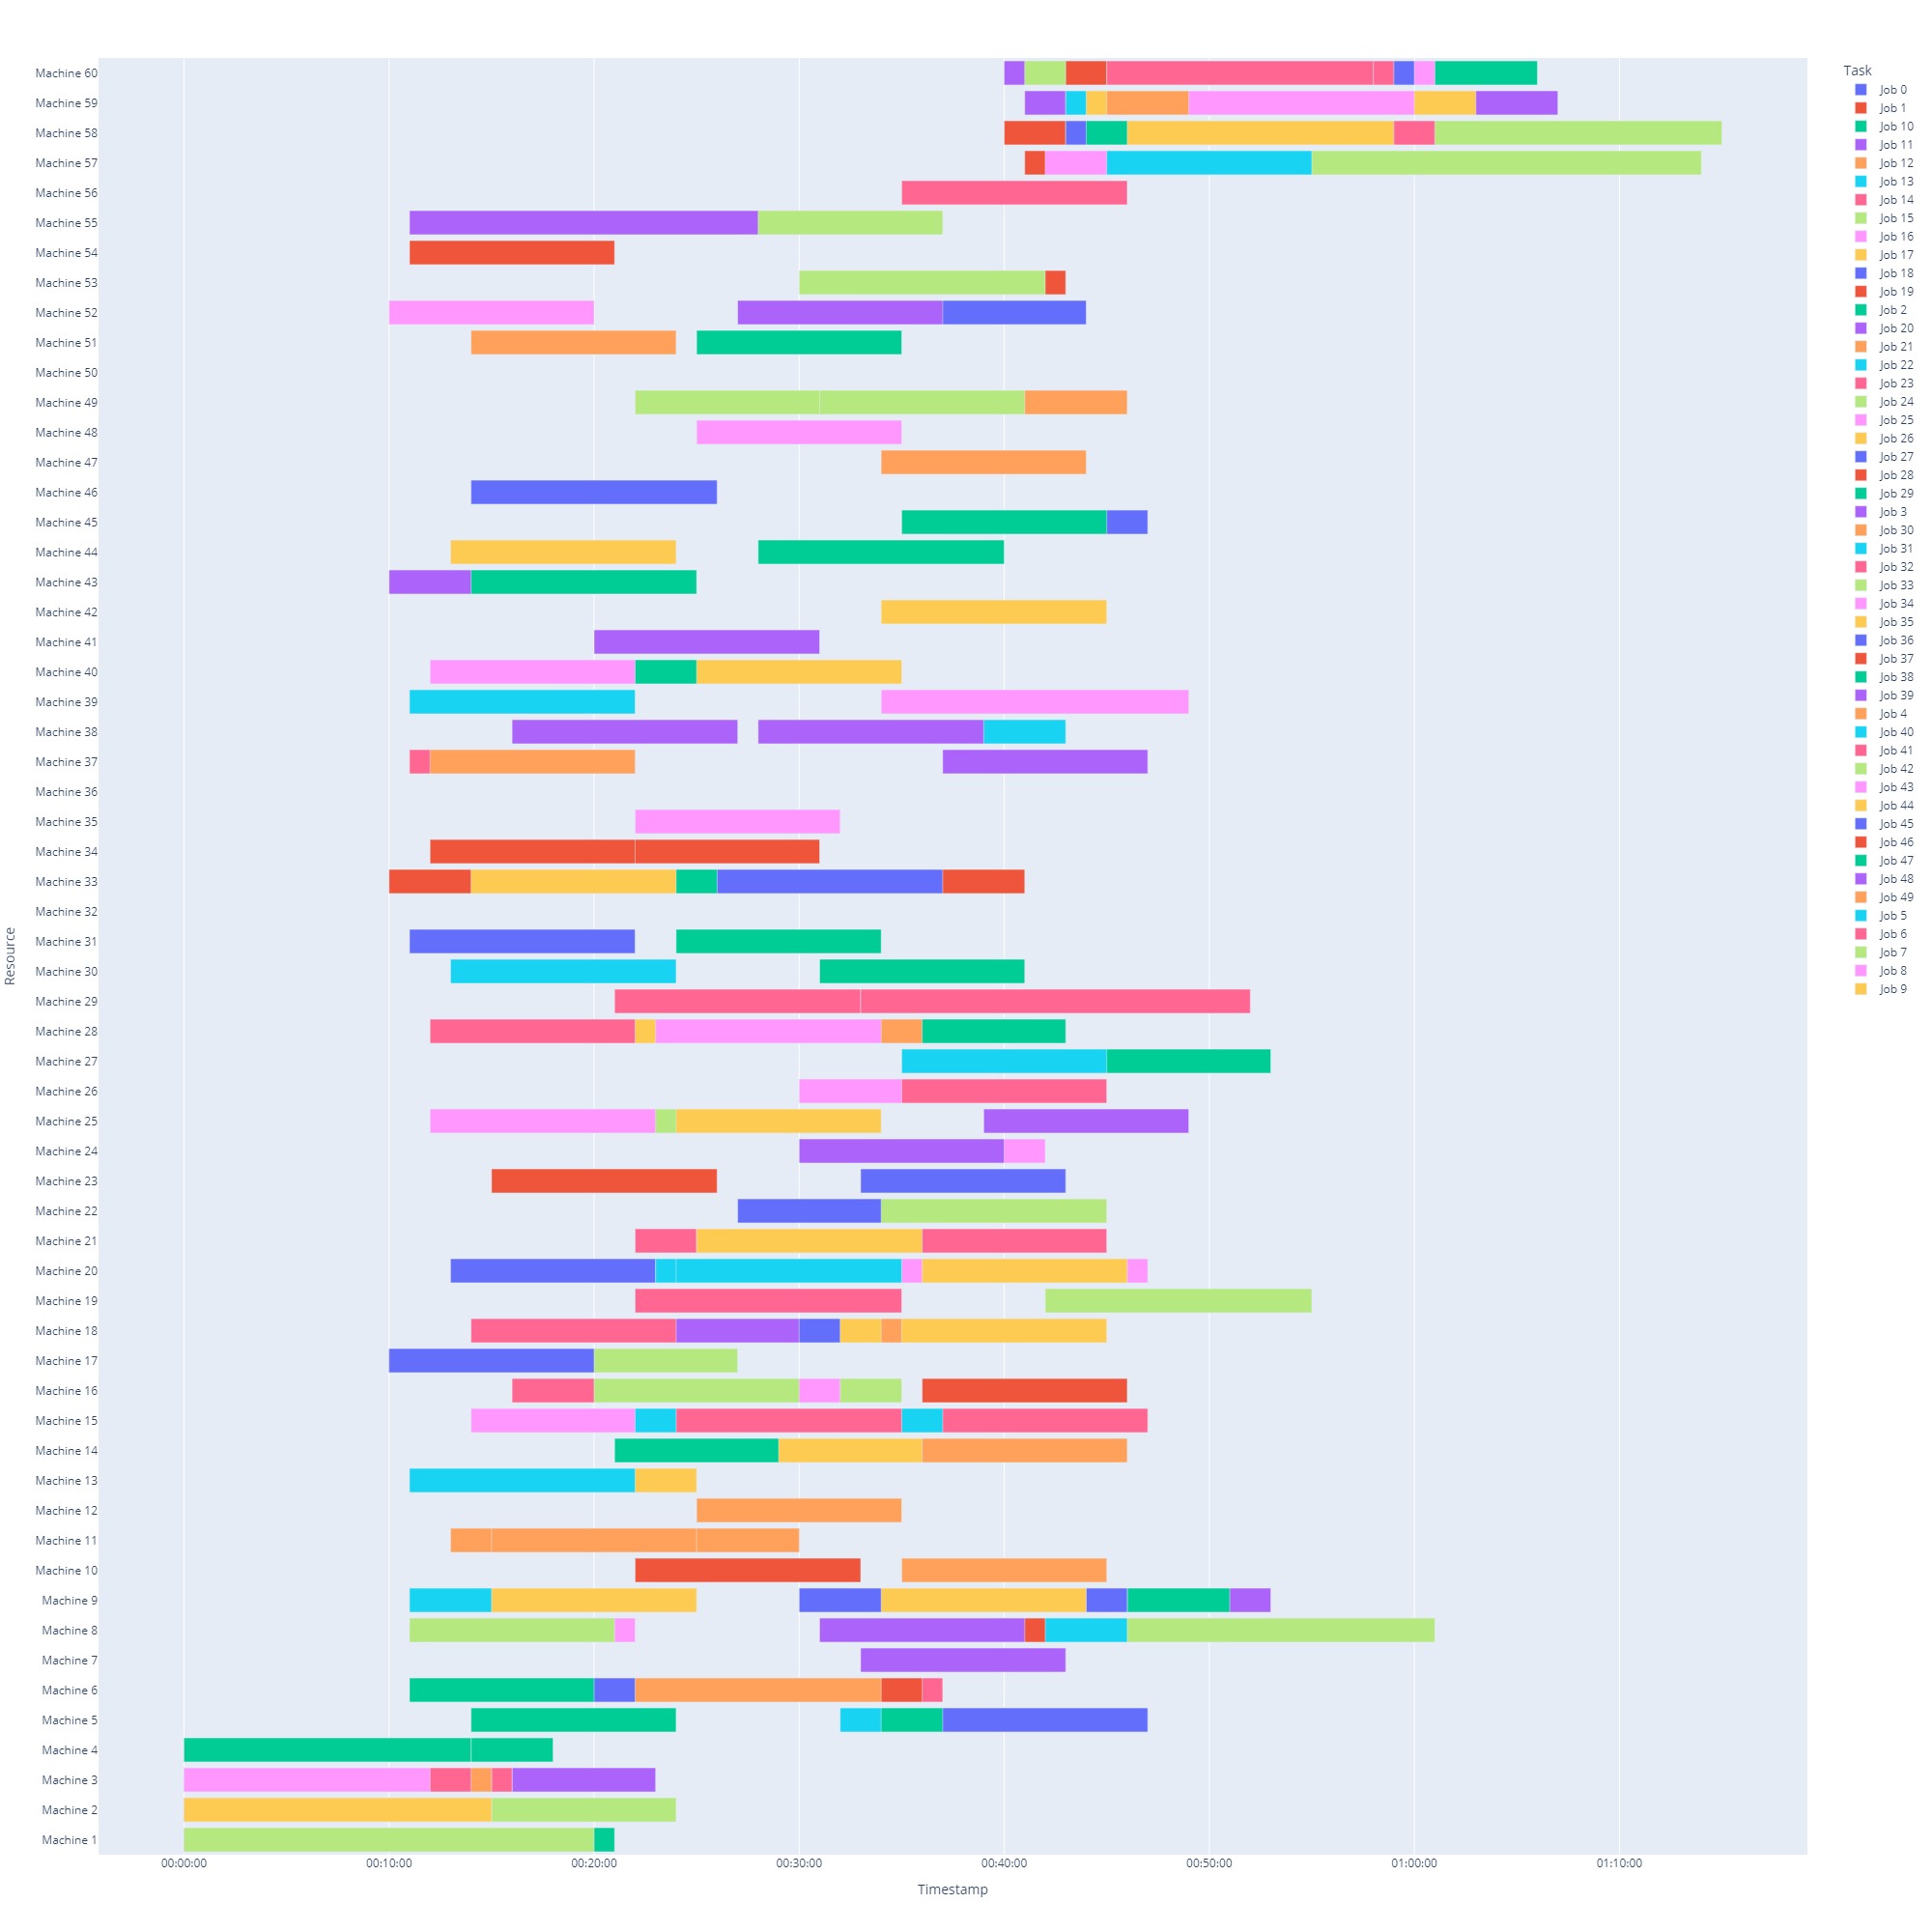 Machine 60
Machine 59
Machine 58
Machine 57
Machine 56
Machine 55
Machine 54
Machine 53
Machine 52
Machine 51
Machine 50
Machine 49
Machine 48
Machine 47
Machine 46
Machine 45
Machine 44
Machine 43
Machine 42
Machine 41
Machine 40
Machine 39
Machine 38
Machine 37
Machine 36
Machine 35
Machine 34
Machine 33
Machine 32
Machine 31
Machine 30
Machine 29
Machine 28
Machine 27
Machine 26
Machine 25
Machine 24
Machine 23
Machine 22
Machine 21
Machine 20
Machine 19
Machine 18
Machine 17
Machine 16
Machine 15
Machine 14
Machine 13
Machine 12
Machine 11
Machine 10
Machine 9
Machine 8
Machine 7
Machine 6
Machine 5
Machine 4
Machine 3
Machine 2
Machine 1
Resource
00:00:00 00:10:00 00:20:00 00:30:00 00:40:00 00:50:00 01:00:00 01:10:00
Timestamp
Task
Job 0
Job 1
Job 10
Job 11
Job 12
Job 13
Job 14
Job 15
Job 16
Job 17
Job 18
Job 19
Job 2
Job 20
Job 21
Job 22
Job 23
Job 24
Job 25
Job 26
Job 27
Job 28
Job 29
Job 3
Job 30
Job 31
Job 32
Job 33
Job 34
Job 35
Job 36
Job 37
Job 38
Job 39
Job 4
Job 40
Job 41
Job 42
Job 43
Job 44
Job 45
Job 46
Job 47
Job 48
Job 49
Job 5
Job 6
Job 7
Job 8
Job 9